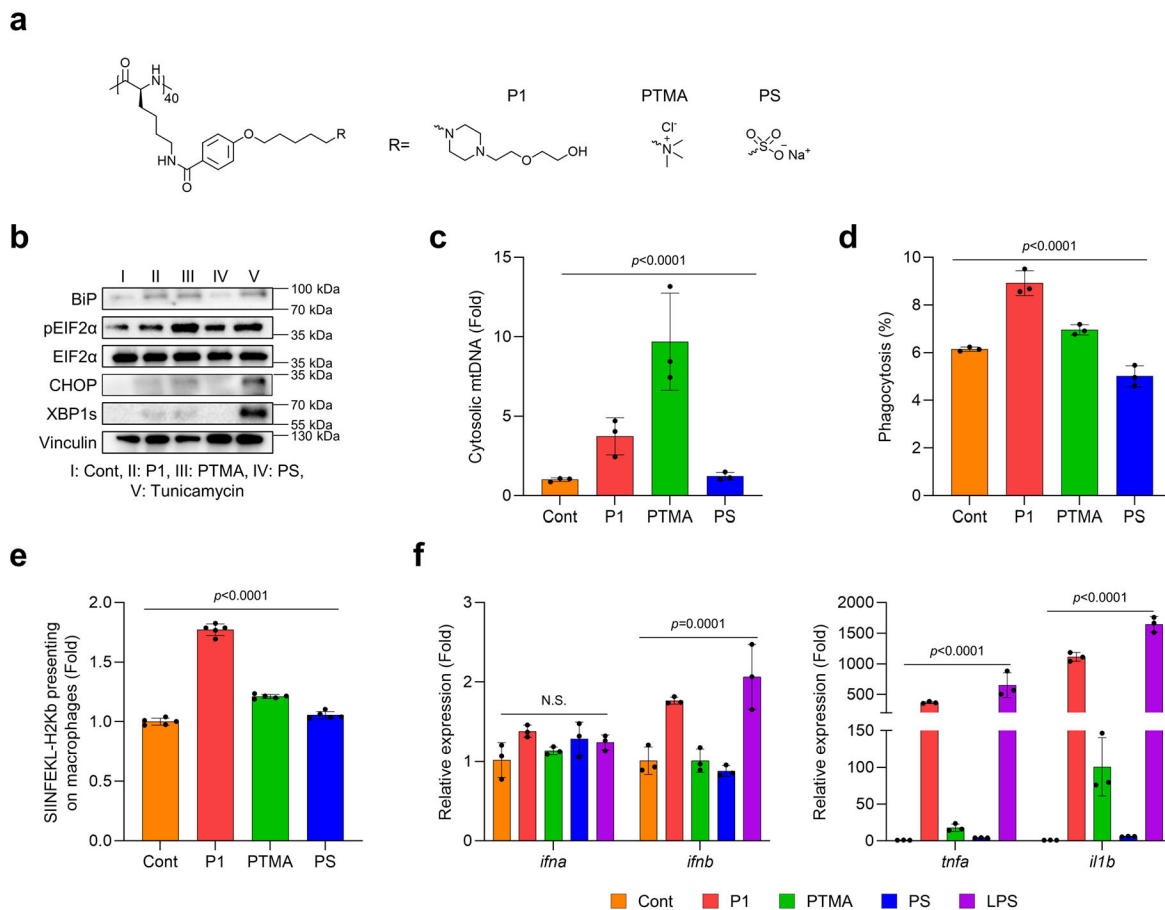 a
O
H
N
40
NH
O
O
R
R=
P1
N
N
O
OH
PTMA
Cl⁻
N
+
PS
O O
S
O⁻ Na⁺
b
I II III IV V
BiP
100 kDa
70 kDa
pEIF2α
35 kDa
EIF2α
35 kDa
CHOP
35 kDa
XBP1s
70 kDa
55 kDa
Vinculin
130 kDa
I: Cont, II: P1, III: PTMA, IV: PS,
V: Tunicamycin
c
Cytosolic mtDNA (Fold)
15
10
5
0
p<0.0001
Cont P1 PTMA PS
d
Phagocytosis (%)
10
8
6
4
2
0
p<0.0001
Cont P1 PTMA PS
e
SIINFEKL-H2Kb presenting
on macrophages (Fold)
2.0
1.5
1.0
0.5
0.0
p<0.0001
Cont P1 PTMA PS
f
Relative expression (Fold)
3
2
1
0
N.S.
p=0.0001
ifna ifnb
Relative expression (Fold)
2000
1500
1000
500
150
100
50
0
p<0.0001
p<0.0001
tnfa il1b
Cont P1 PTMA PS LPS